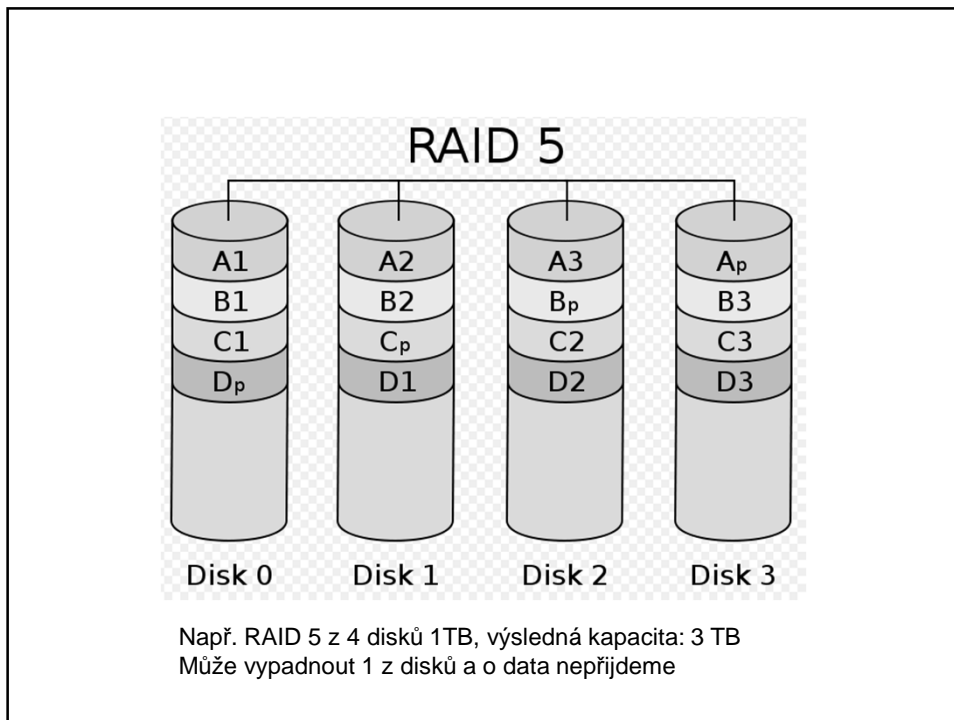 RAID 5
A1 A2 A3 Ap
B1 B2 Bp B3
C1 Cp C2 C3
Dp D1 D2 D3
Disk 0 Disk 1 Disk 2 Disk 3
Např. RAID 5 z 4 disků 1TB, výsledná kapacita: 3 TB
Může vypadnout 1 z disků a o data nepřijdeme